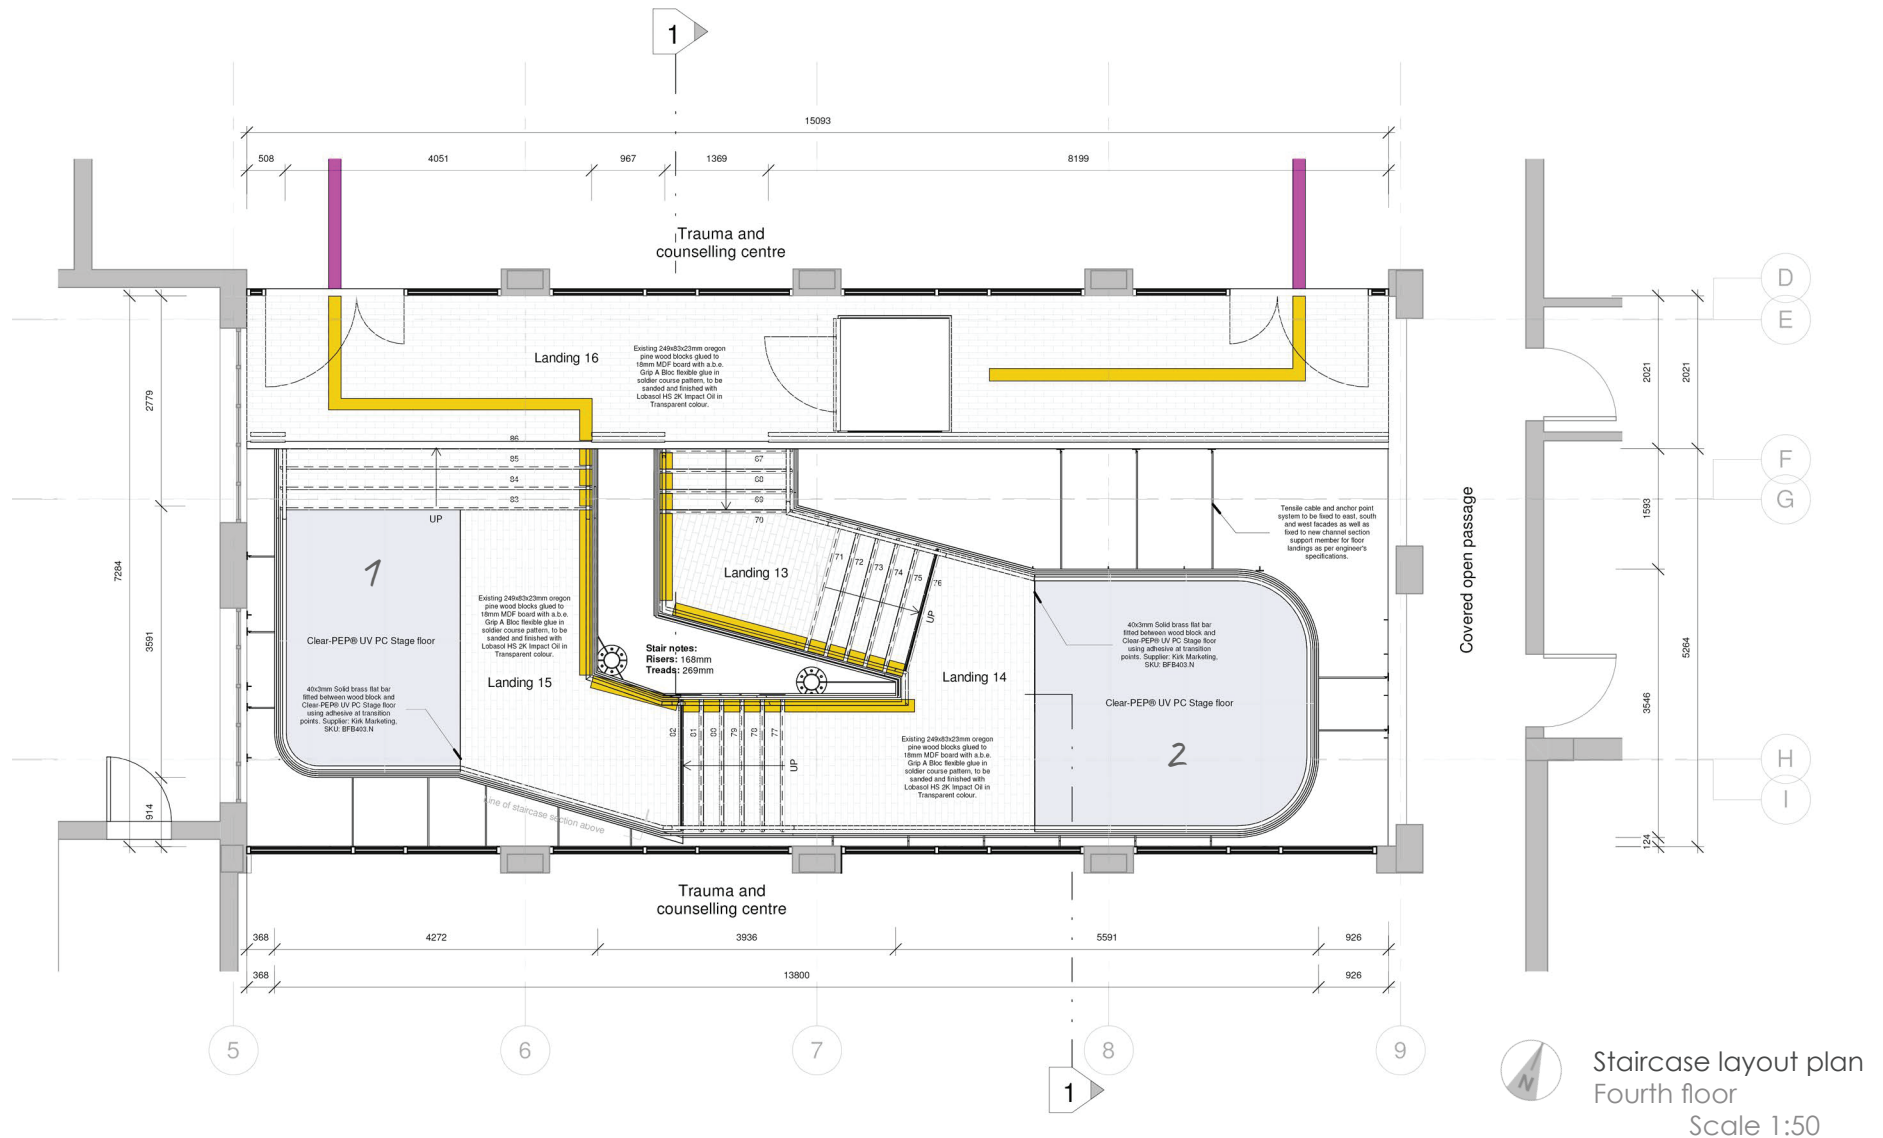 1
15093
508
4051
967
1369
8199
Trauma and
counselling centre
D
E
Landing 16
Existing 249x83x23mm oregon
pine wood blocks glued to
18mm MDF board with a.b.e.
Grip A Bloc flexible glue in
soldier course pattern, to be
sanded and finished with
Lobasol HS 2K Impact Oil in
Transparent colour.
2779
2021
2021
86
85
84
83
UP
67
68
69
70
F
G
Tensile cable and anchor point
system to be fixed to east, south
and west facades as well as
fixed to new channel section
support member for floor
landings as per engineer's
specifications.
Covered open passage
1593
7284
3591
5264
3546
1
Landing 13
71
72
73
74
75
76
UP
Clear-PEP® UV PC Stage floor
Existing 249x83x23mm oregon
pine wood blocks glued to
18mm MDF board with a.b.e.
Grip A Bloc flexible glue in
soldier course pattern, to be
sanded and finished with
Lobasol HS 2K Impact Oil in
Transparent colour.
Stair notes:
Risers: 168mm
Treads: 269mm
40x3mm Solid brass flat bar
fitted between wood block and
Clear-PEP® UV PC Stage floor
using adhesive at transition
points. Supplier: Kirk Marketing,
SKU: BFB403.N
Landing 15
Landing 14
40x3mm Solid brass flat bar
fitted between wood block and
Clear-PEP® UV PC Stage floor
using adhesive at transition
points. Supplier: Kirk Marketing,
SKU: BFB403.N
Clear-PEP® UV PC Stage floor
2
82
81
80
79
78
77
UP
Existing 249x83x23mm oregon
pine wood blocks glued to
18mm MDF board with a.b.e.
Grip A Bloc flexible glue in
soldier course pattern, to be
sanded and finished with
Lobasol HS 2K Impact Oil in
Transparent colour.
H
I
914
124
Line of staircase section above
Trauma and
counselling centre
368
4272
3936
5591
926
368
13800
926
5
6
7
8
9
1
N
Staircase layout plan
Fourth floor
Scale 1:50